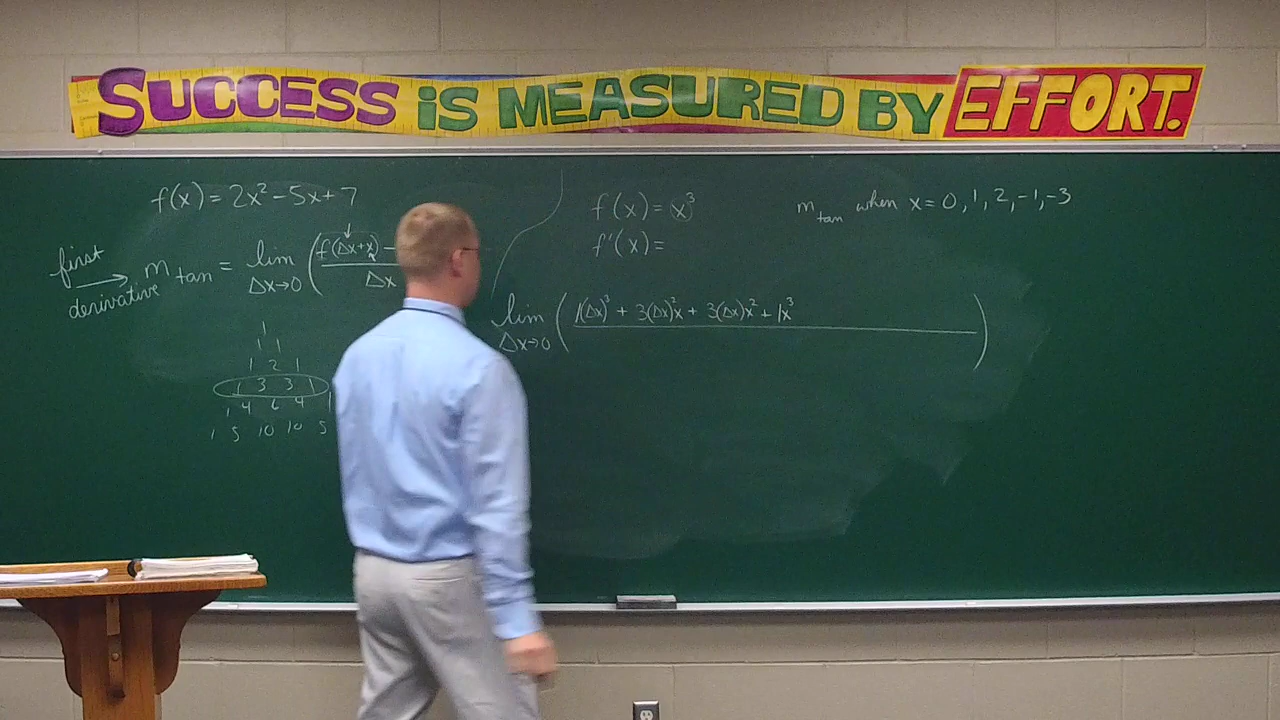 SUCCESS iS MEASURED BY EFFORT.
f(x) = 2x² - 5x + 7
first
derivative → m tan = lim Δx→0 ( f(Δx+x) - / Δx
1
1 1
1 2 1
1 3 3 1
1 4 6 4 1
1 5 10 10 5
f(x) = x³
f'(x) =
m tan when x = 0, 1, 2, -1, -3
lim Δx→0 ( 1(Δx)³ + 3(Δx)²x + 3(Δx)x² + 1x³ )